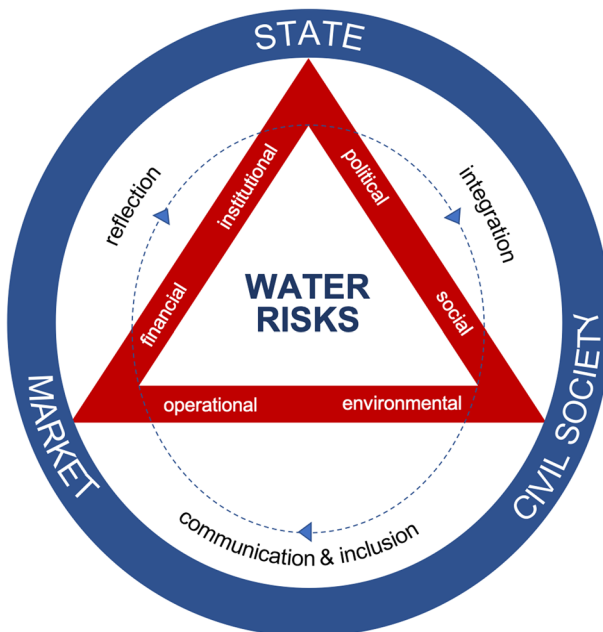 STATE
reflection
institutional
political
integration
WATER
RISKS
financial
social
operational
environmental
MARKET
CIVIL SOCIETY
communication & inclusion